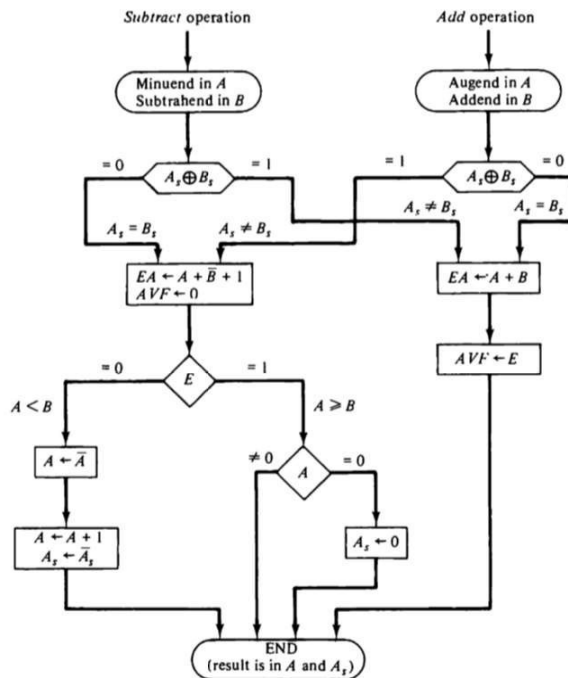 Subtract operation
Add operation
Minuend in A
Subtrahend in B
Augend in A
Addend in B
= 0
A_s ⊕ B_s
= 1
= 1
A_s ⊕ B_s
= 0
A_s = B_s
A_s ≠ B_s
A_s ≠ B_s
A_s = B_s
EA ← A + B̅ + 1
AVF ← 0
EA ← A + B
= 0
E
= 1
AVF ← E
A < B
A ⩾ B
A ← A̅
≠ 0
A
= 0
A ← A + 1
A_s ← A̅_s
A_s ← 0
END
(result is in A and A_s)